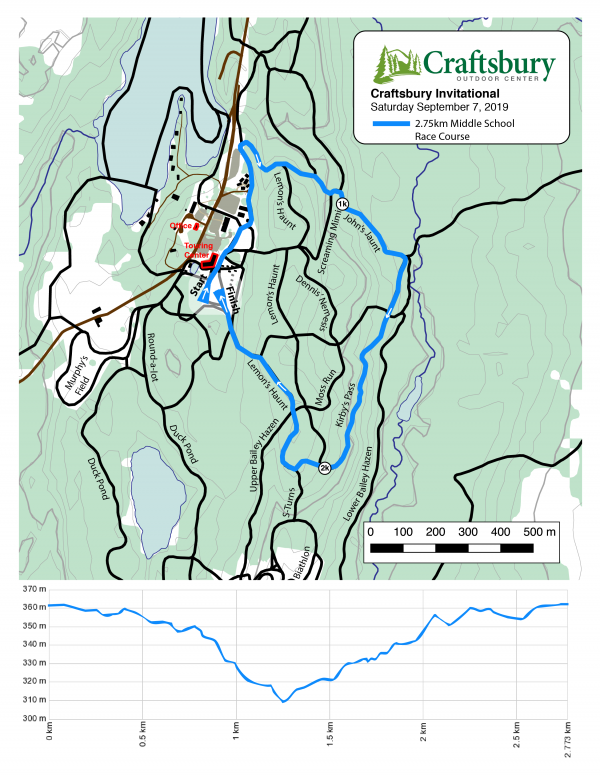 Craftsbury
OUTDOOR CENTER
Craftsbury Invitational
Saturday September 7, 2019
2.75km Middle School
Race Course
Lemon's Haunt
1k
Screaming Mimi
John's Jaunt
Office
Touring
Center
Start
Finish
Lemon's Haunt
Dennis' Nemesis
Murphy's
Field
Round-a-lot
Lemon's Haunt
Moss Run
Kirby's Pass
Duck Pond
Duck Pond
Upper Bailey Hazen
2k
Lower Bailey Hazen
S-Turns
Biathlon
0 100 200 300 400 500 m
370 m
360 m
350 m
340 m
330 m
320 m
310 m
300 m
0 km
0.5 km
1 km
1.5 km
2 km
2.5 km
2.773 km